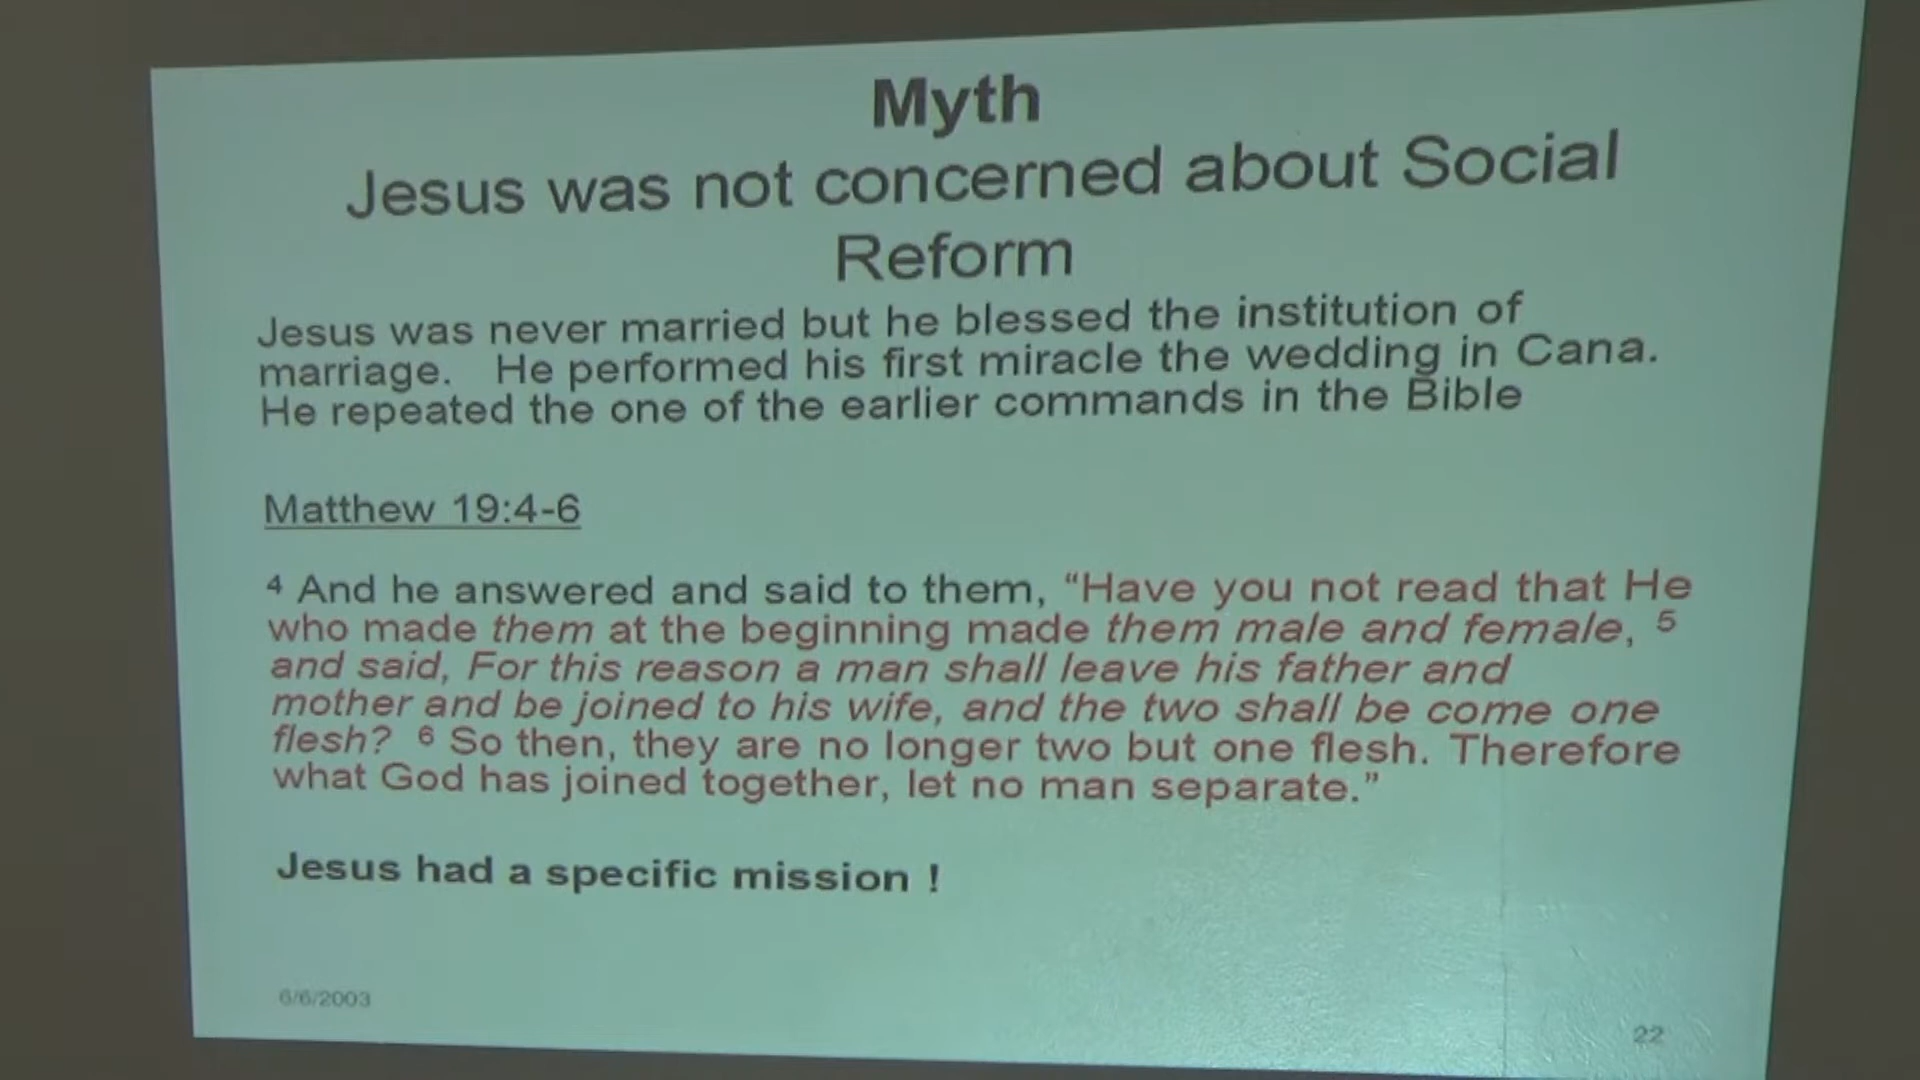 Myth
Jesus was not concerned about Social
Reform
Jesus was never married but he blessed the institution of
marriage. He performed his first miracle the wedding in Cana.
He repeated the one of the earlier commands in the Bible
Matthew 19:4-6
4 And he answered and said to them, “Have you not read that He
who made them at the beginning made them male and female, 5
and said, For this reason a man shall leave his father and
mother and be joined to his wife, and the two shall be come one
flesh? 6 So then, they are no longer two but one flesh. Therefore
what God has joined together, let no man separate.”
Jesus had a specific mission !
6/6/2003
22